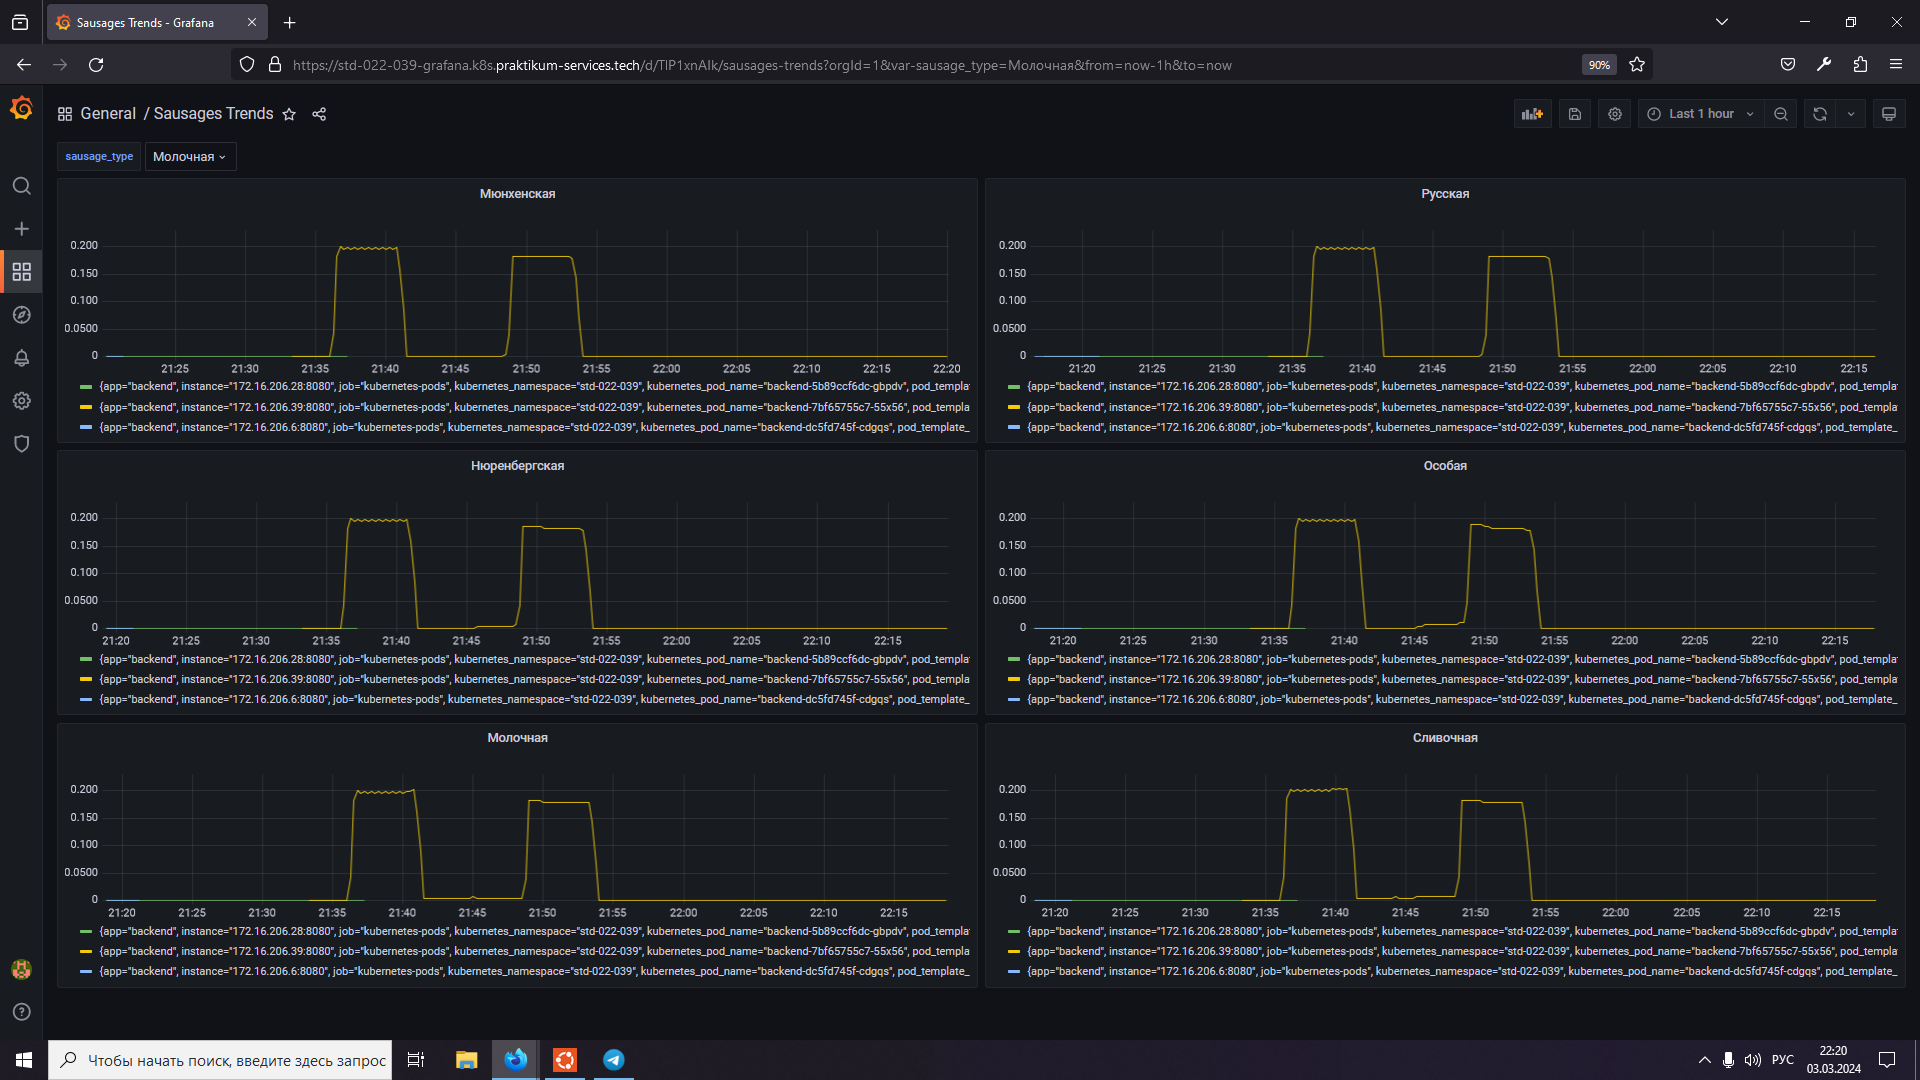 Sausages Trends - Grafana
https://std-022-039-grafana.k8s.praktikum-services.tech/d/TlP1xnAIk/sausages-trends?orgId=1&var-sausage_type=Молочная&from=now-1h&to=now
90%
General / Sausages Trends
Last 1 hour
sausage_type
Молочная
Мюнхенская
0.200
0.150
0.100
0.0500
0
21:25 21:30 21:35 21:40 21:45 21:50 21:55 22:00 22:05 22:10 22:15 22:20
{app="backend", instance="172.16.206.28:8080", job="kubernetes-pods", kubernetes_namespace="std-022-039", kubernetes_pod_name="backend-5b89ccf6dc-gbpdv", pod_templa
{app="backend", instance="172.16.206.39:8080", job="kubernetes-pods", kubernetes_namespace="std-022-039", kubernetes_pod_name="backend-7bf65755c7-55x56", pod_templa
{app="backend", instance="172.16.206.6:8080", job="kubernetes-pods", kubernetes_namespace="std-022-039", kubernetes_pod_name="backend-dc5fd745f-cdgqs", pod_template_
Русская
0.200
0.150
0.100
0.0500
0
21:20 21:25 21:30 21:35 21:40 21:45 21:50 21:55 22:00 22:05 22:10 22:15
{app="backend", instance="172.16.206.28:8080", job="kubernetes-pods", kubernetes_namespace="std-022-039", kubernetes_pod_name="backend-5b89ccf6dc-gbpdv", pod_templa
{app="backend", instance="172.16.206.39:8080", job="kubernetes-pods", kubernetes_namespace="std-022-039", kubernetes_pod_name="backend-7bf65755c7-55x56", pod_templa
{app="backend", instance="172.16.206.6:8080", job="kubernetes-pods", kubernetes_namespace="std-022-039", kubernetes_pod_name="backend-dc5fd745f-cdgqs", pod_template_
Нюренбергская
0.200
0.150
0.100
0.0500
0
21:20 21:25 21:30 21:35 21:40 21:45 21:50 21:55 22:00 22:05 22:10 22:15
{app="backend", instance="172.16.206.28:8080", job="kubernetes-pods", kubernetes_namespace="std-022-039", kubernetes_pod_name="backend-5b89ccf6dc-gbpdv", pod_templa
{app="backend", instance="172.16.206.39:8080", job="kubernetes-pods", kubernetes_namespace="std-022-039", kubernetes_pod_name="backend-7bf65755c7-55x56", pod_templa
{app="backend", instance="172.16.206.6:8080", job="kubernetes-pods", kubernetes_namespace="std-022-039", kubernetes_pod_name="backend-dc5fd745f-cdgqs", pod_template_
Особая
0.200
0.150
0.100
0.0500
0
21:20 21:25 21:30 21:35 21:40 21:45 21:50 21:55 22:00 22:05 22:10 22:15
{app="backend", instance="172.16.206.28:8080", job="kubernetes-pods", kubernetes_namespace="std-022-039", kubernetes_pod_name="backend-5b89ccf6dc-gbpdv", pod_templa
{app="backend", instance="172.16.206.39:8080", job="kubernetes-pods", kubernetes_namespace="std-022-039", kubernetes_pod_name="backend-7bf65755c7-55x56", pod_templa
{app="backend", instance="172.16.206.6:8080", job="kubernetes-pods", kubernetes_namespace="std-022-039", kubernetes_pod_name="backend-dc5fd745f-cdgqs", pod_template_
Молочная
0.200
0.150
0.100
0.0500
0
21:20 21:25 21:30 21:35 21:40 21:45 21:50 21:55 22:00 22:05 22:10 22:15
{app="backend", instance="172.16.206.28:8080", job="kubernetes-pods", kubernetes_namespace="std-022-039", kubernetes_pod_name="backend-5b89ccf6dc-gbpdv", pod_templa
{app="backend", instance="172.16.206.39:8080", job="kubernetes-pods", kubernetes_namespace="std-022-039", kubernetes_pod_name="backend-7bf65755c7-55x56", pod_templa
{app="backend", instance="172.16.206.6:8080", job="kubernetes-pods", kubernetes_namespace="std-022-039", kubernetes_pod_name="backend-dc5fd745f-cdgqs", pod_template_
Сливочная
0.200
0.150
0.100
0.0500
0
21:20 21:25 21:30 21:35 21:40 21:45 21:50 21:55 22:00 22:05 22:10 22:15
{app="backend", instance="172.16.206.28:8080", job="kubernetes-pods", kubernetes_namespace="std-022-039", kubernetes_pod_name="backend-5b89ccf6dc-gbpdv", pod_templa
{app="backend", instance="172.16.206.39:8080", job="kubernetes-pods", kubernetes_namespace="std-022-039", kubernetes_pod_name="backend-7bf65755c7-55x56", pod_templa
{app="backend", instance="172.16.206.6:8080", job="kubernetes-pods", kubernetes_namespace="std-022-039", kubernetes_pod_name="backend-dc5fd745f-cdgqs", pod_template_
Чтобы начать поиск, введите здесь запрос
РУС
22:20
03.03.2024